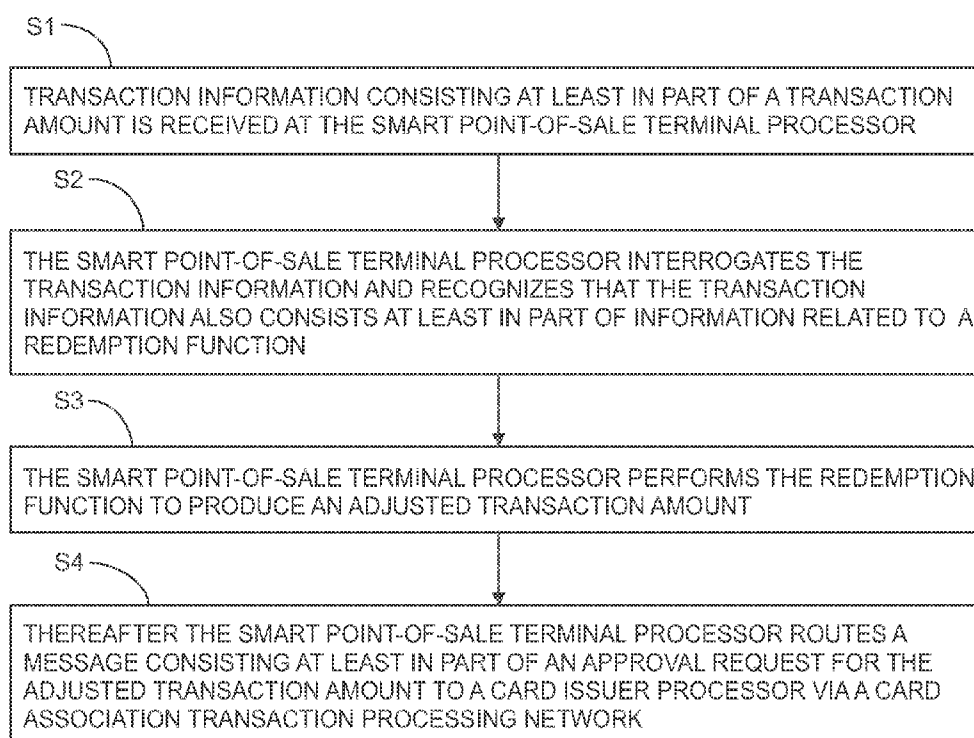 S1
TRANSACTION INFORMATION CONSISTING AT LEAST IN PART OF A TRANSACTION
AMOUNT IS RECEIVED AT THE SMART POINT-OF-SALE TERMINAL PROCESSOR
S2
THE SMART POINT-OF-SALE TERMINAL PROCESSOR INTERROGATES THE
TRANSACTION INFORMATION AND RECOGNIZES THAT THE TRANSACTION
INFORMATION ALSO CONSISTS AT LEAST IN PART OF INFORMATION RELATED TO A
REDEMPTION FUNCTION
S3
THE SMART POINT-OF-SALE TERMINAL PROCESSOR PERFORMS THE REDEMPTION
FUNCTION TO PRODUCE AN ADJUSTED TRANSACTION AMOUNT
S4
THEREAFTER THE SMART POINT-OF-SALE TERMINAL PROCESSOR ROUTES A
MESSAGE CONSISTING AT LEAST IN PART OF AN APPROVAL REQUEST FOR THE
ADJUSTED TRANSACTION AMOUNT TO A CARD ISSUER PROCESSOR VIA A CARD
ASSOCIATION TRANSACTION PROCESSING NETWORK